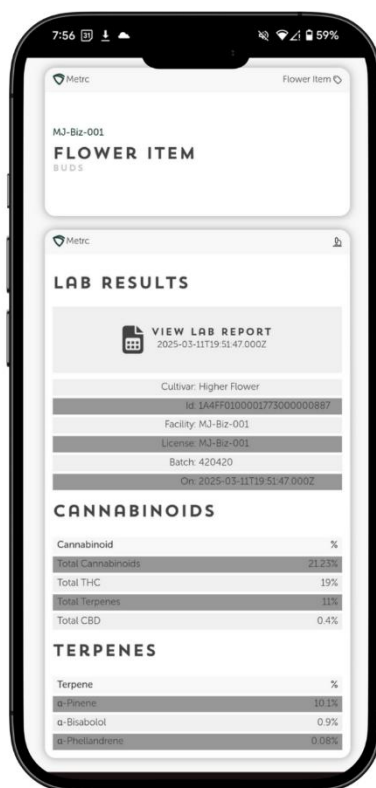 7:56 31 59%
Metrc Flower Item
MJ-Biz-001
FLOWER ITEM
BUDS
Metrc
LAB RESULTS
VIEW LAB REPORT
2025-03-11T19:51:47.000Z
Cultivar: Higher Flower
Id: 1A4FF0100001773000000887
Facility: MJ-Biz-001
License: MJ-Biz-001
Batch: 420420
On: 2025-03-11T19:51:47.000Z
CANNABINOIDS
Cannabinoid %
Total Cannabinoids 21.23%
Total THC 19%
Total Terpenes 11%
Total CBD 0.4%
TERPENES
Terpene %
α-Pinene 10.1%
α-Bisabolol 0.9%
α-Phellandrene 0.08%